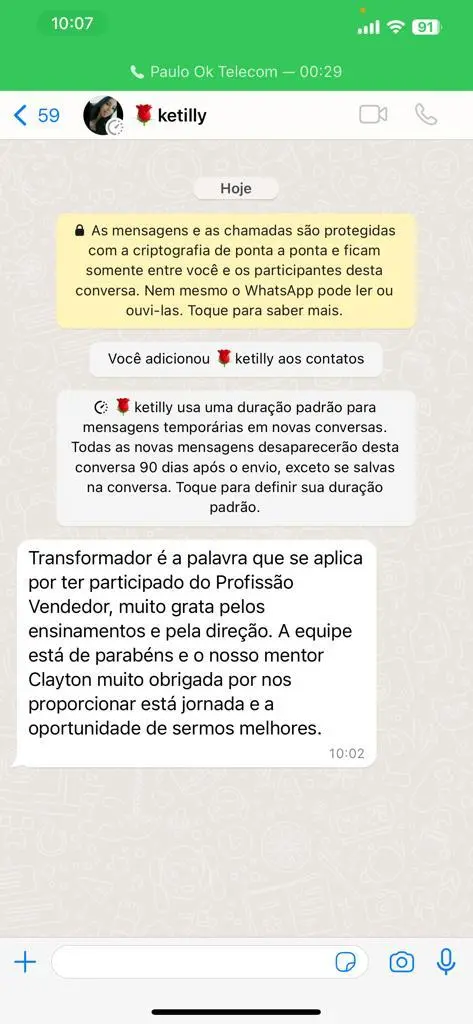 10:07
91
Paulo Ok Telecom — 00:29
59
🌹 ketilly
Hoje
As mensagens e as chamadas são protegidas
com a criptografia de ponta a ponta e ficam
somente entre você e os participantes desta
conversa. Nem mesmo o WhatsApp pode ler ou
ouvi-las. Toque para saber mais.
Você adicionou 🌹 ketilly aos contatos
🌹 ketilly usa uma duração padrão para
mensagens temporárias em novas conversas.
Todas as novas mensagens desaparecerão desta
conversa 90 dias após o envio, exceto se salvas
na conversa. Toque para definir sua duração
padrão.
Transformador é a palavra que se aplica
por ter participado do Profissão
Vendedor, muito grata pelos
ensinamentos e pela direção. A equipe
está de parabéns e o nosso mentor
Clayton muito obrigada por nos
proporcionar está jornada e a
oportunidade de sermos melhores.
10:02